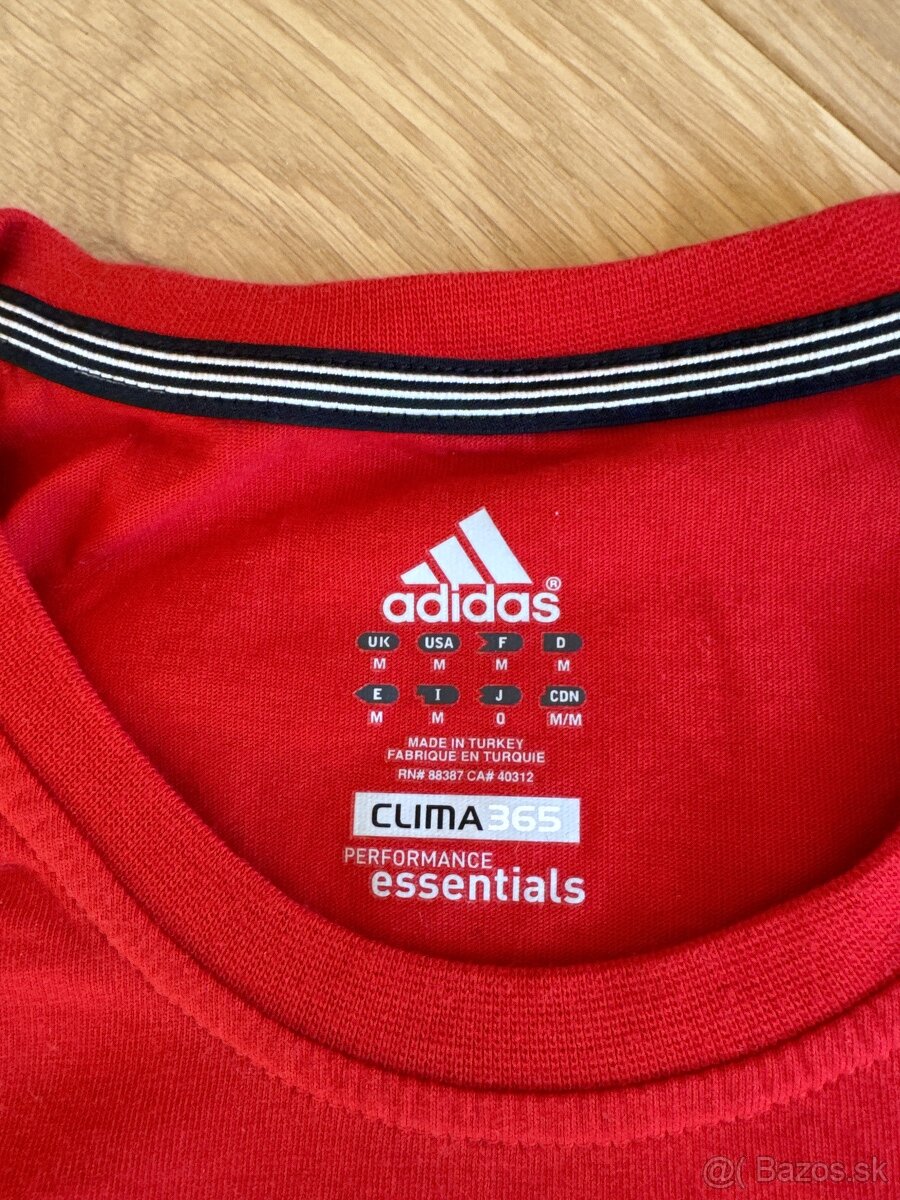 adidas®
UK USA F D
M M M M
E I J CDN
M M O M/M
MADE IN TURKEY
FABRIQUE EN TURQUIE
RN# 88387 CA# 40312
CLIMA365
PERFORMANCE
essentials
@( Bazos.sk